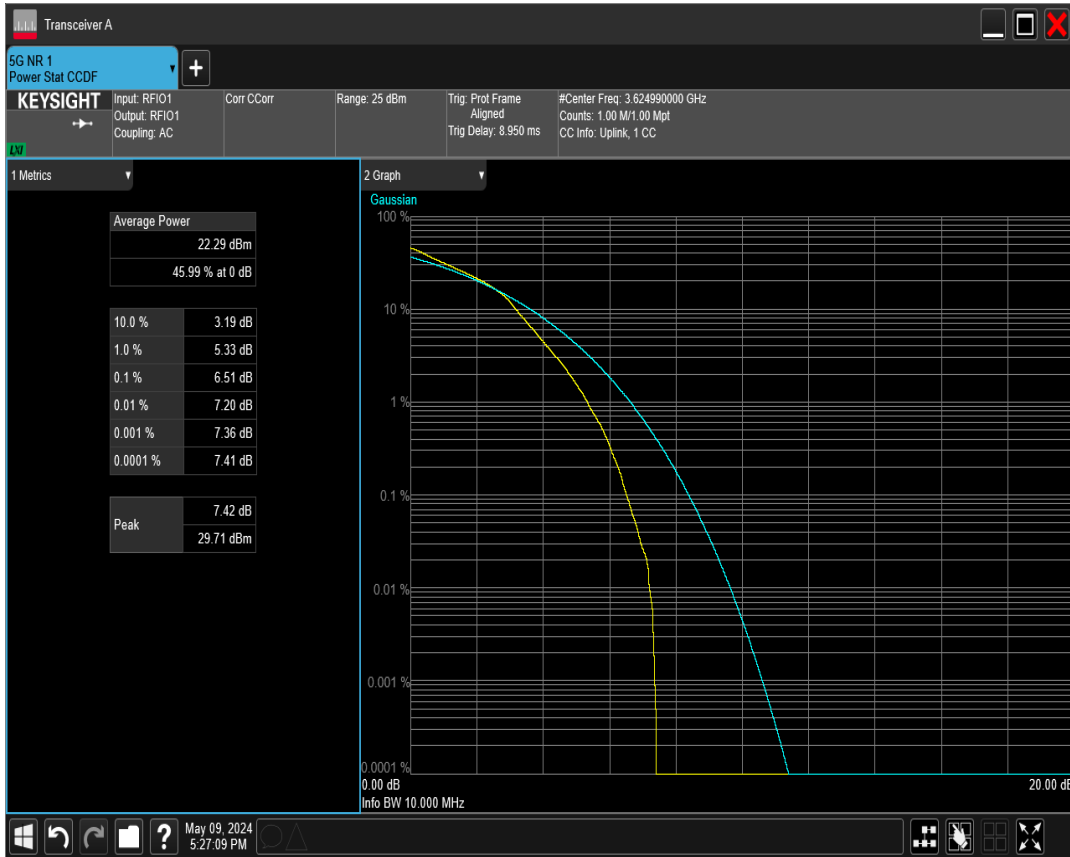 Transceiver A
5G NR 1
Power Stat CCDF
+
KEYSIGHT
LXI
Input: RFIO1
Output: RFIO1
Coupling: AC
Corr CCorr
Range: 25 dBm
Trig: Prot Frame
Aligned
Trig Delay: 8.950 ms
#Center Freq: 3.624990000 GHz
Counts: 1.00 M/1.00 Mpt
CC Info: Uplink, 1 CC
1 Metrics
Average Power
22.29 dBm
45.99 % at 0 dB
10.0 % 3.19 dB
1.0 % 5.33 dB
0.1 % 6.51 dB
0.01 % 7.20 dB
0.001 % 7.36 dB
0.0001 % 7.41 dB
Peak
7.42 dB
29.71 dBm
2 Graph
Gaussian
100 %
10 %
1 %
0.1 %
0.01 %
0.001 %
0.0001 %
0.00 dB
20.00 dB
Info BW 10.000 MHz
?
May 09, 2024
5:27:09 PM